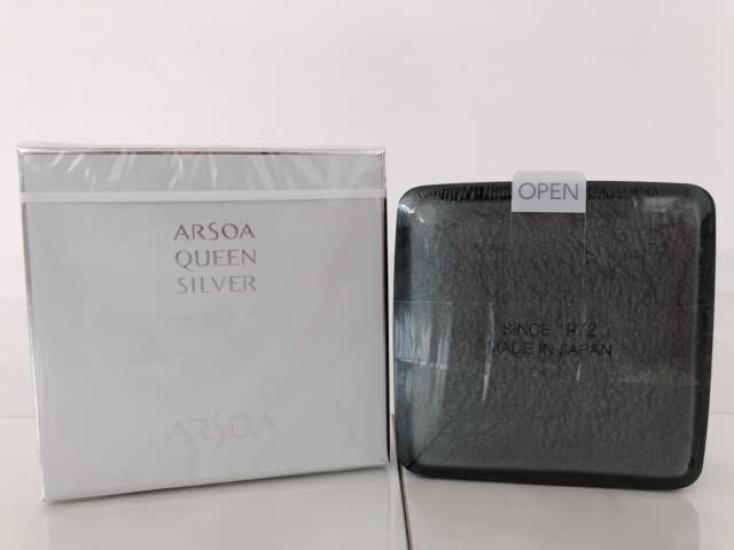 ARSOA
QUEEN
SILVER
ARSOA
OPEN
SINCE 1972
MADE IN JAPAN